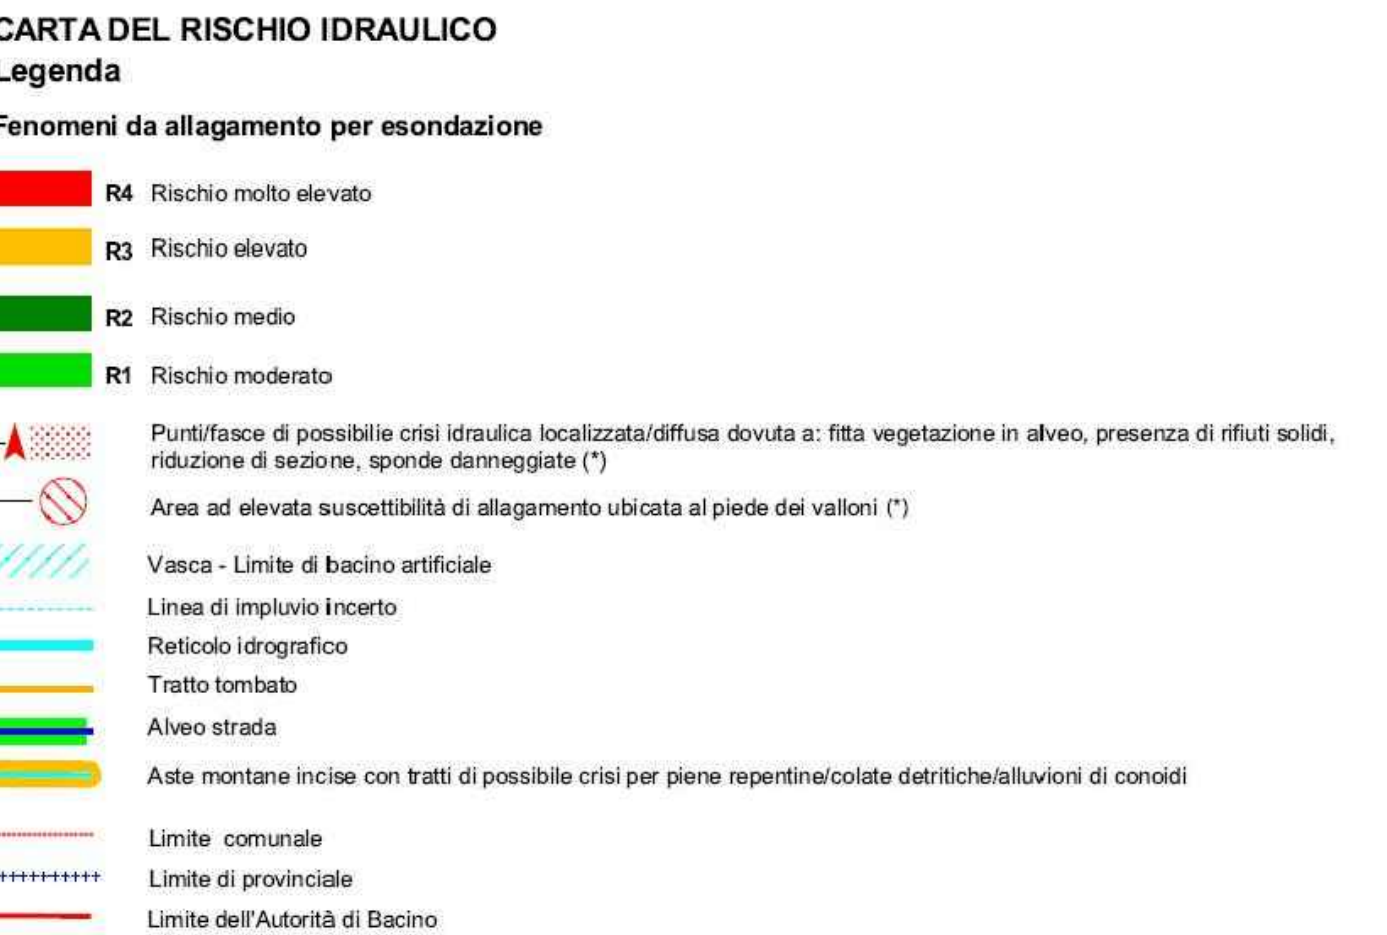 CARTA DEL RISCHIO IDRAULICO
Legenda
Fenomeni da allagamento per esondazione
R4 Rischio molto elevato
R3 Rischio elevato
R2 Rischio medio
R1 Rischio moderato
Punti/fasce di possibilie crisi idraulica localizzata/diffusa dovuta a: fitta vegetazione in alveo, presenza di rifiuti solidi,
riduzione di sezione, sponde danneggiate (*)
Area ad elevata suscettibilità di allagamento ubicata al piede dei valloni (*)
Vasca - Limite di bacino artificiale
Linea di impluvio incerto
Reticolo idrografico
Tratto tombato
Alveo strada
Aste montane incise con tratti di possibile crisi per piene repentine/colate detritiche/alluvioni di conoidi
Limite comunale
Limite di provinciale
Limite dell'Autorità di Bacino